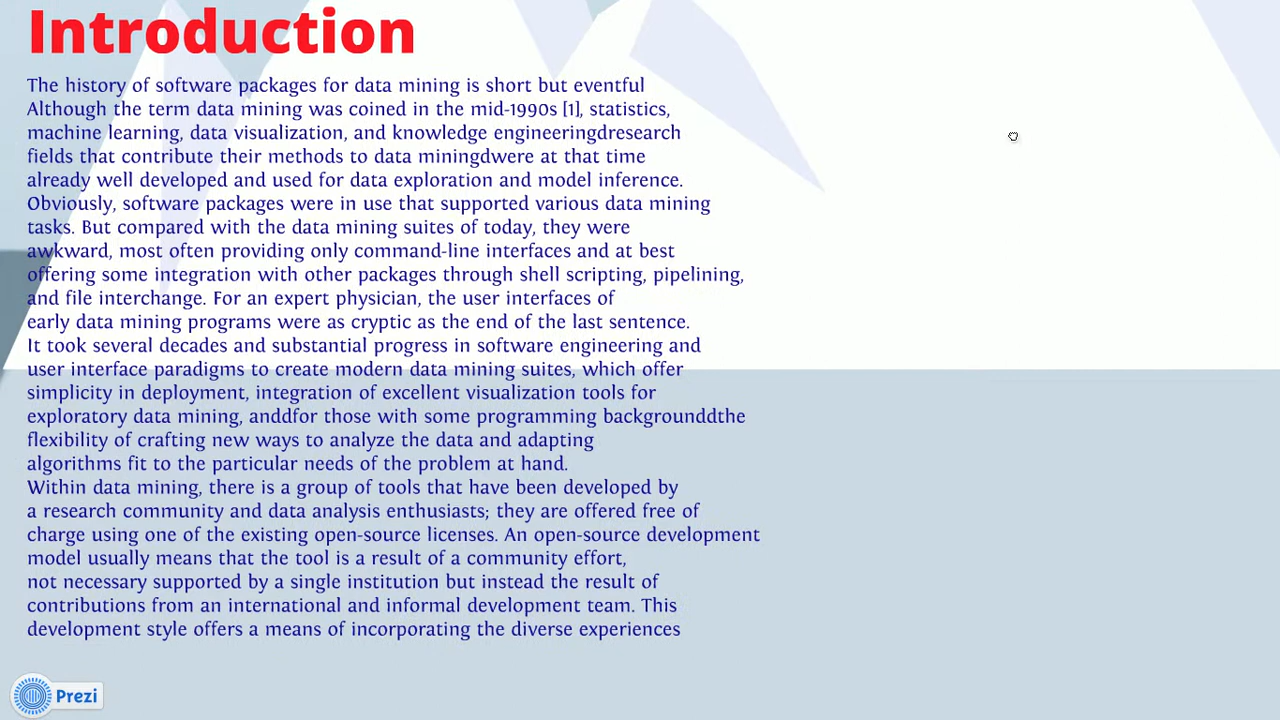 Introduction
The history of software packages for data mining is short but eventful
Although the term data mining was coined in the mid-1990s [1], statistics,
machine learning, data visualization, and knowledge engineeringdresearch
fields that contribute their methods to data miningdwere at that time
already well developed and used for data exploration and model inference.
Obviously, software packages were in use that supported various data mining
tasks. But compared with the data mining suites of today, they were
awkward, most often providing only command-line interfaces and at best
offering some integration with other packages through shell scripting, pipelining,
and file interchange. For an expert physician, the user interfaces of
early data mining programs were as cryptic as the end of the last sentence.
It took several decades and substantial progress in software engineering and
user interface paradigms to create modern data mining suites, which offer
simplicity in deployment, integration of excellent visualization tools for
exploratory data mining, anddfor those with some programming backgrounddthe
flexibility of crafting new ways to analyze the data and adapting
algorithms fit to the particular needs of the problem at hand.
Within data mining, there is a group of tools that have been developed by
a research community and data analysis enthusiasts; they are offered free of
charge using one of the existing open-source licenses. An open-source development
model usually means that the tool is a result of a community effort,
not necessary supported by a single institution but instead the result of
contributions from an international and informal development team. This
development style offers a means of incorporating the diverse experiences
Prezi